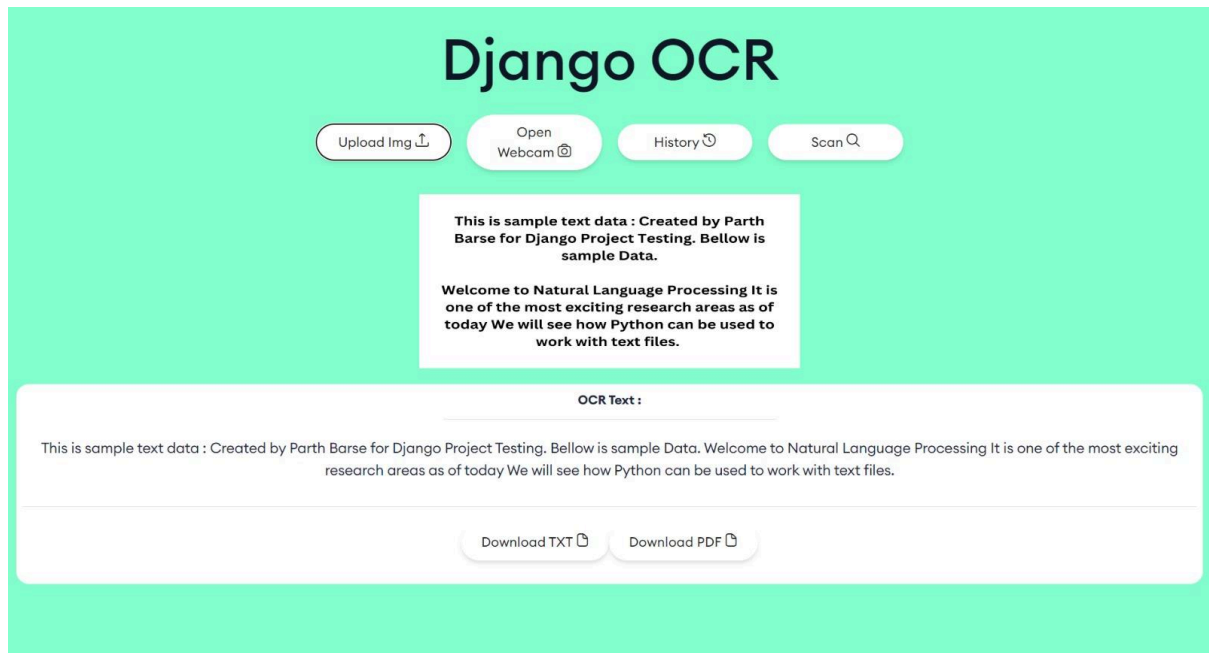 Django OCR
Upload Img
Open
Webcam
History
Scan
This is sample text data : Created by Parth
Barse for Django Project Testing. Bellow is
sample Data.
Welcome to Natural Language Processing It is
one of the most exciting research areas as of
today We will see how Python can be used to
work with text files.
OCR Text :
This is sample text data : Created by Parth Barse for Django Project Testing. Bellow is sample Data. Welcome to Natural Language Processing It is one of the most exciting
research areas as of today We will see how Python can be used to work with text files.
Download TXT
Download PDF